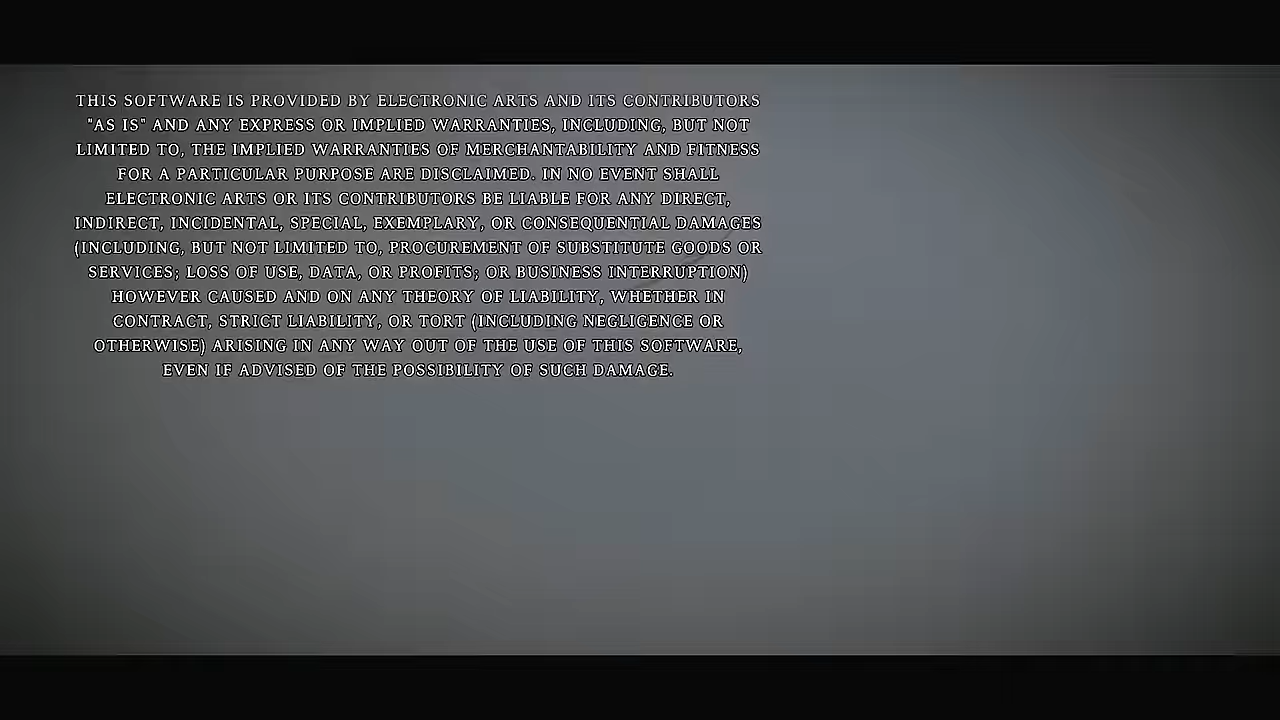 THIS SOFTWARE IS PROVIDED BY ELECTRONIC ARTS AND ITS CONTRIBUTORS
"AS IS" AND ANY EXPRESS OR IMPLIED WARRANTIES, INCLUDING, BUT NOT
LIMITED TO, THE IMPLIED WARRANTIES OF MERCHANTABILITY AND FITNESS
FOR A PARTICULAR PURPOSE ARE DISCLAIMED. IN NO EVENT SHALL
ELECTRONIC ARTS OR ITS CONTRIBUTORS BE LIABLE FOR ANY DIRECT,
INDIRECT, INCIDENTAL, SPECIAL, EXEMPLARY, OR CONSEQUENTIAL DAMAGES
(INCLUDING, BUT NOT LIMITED TO, PROCUREMENT OF SUBSTITUTE GOODS OR
SERVICES; LOSS OF USE, DATA, OR PROFITS; OR BUSINESS INTERRUPTION)
HOWEVER CAUSED AND ON ANY THEORY OF LIABILITY, WHETHER IN
CONTRACT, STRICT LIABILITY, OR TORT (INCLUDING NEGLIGENCE OR
OTHERWISE) ARISING IN ANY WAY OUT OF THE USE OF THIS SOFTWARE,
EVEN IF ADVISED OF THE POSSIBILITY OF SUCH DAMAGE.